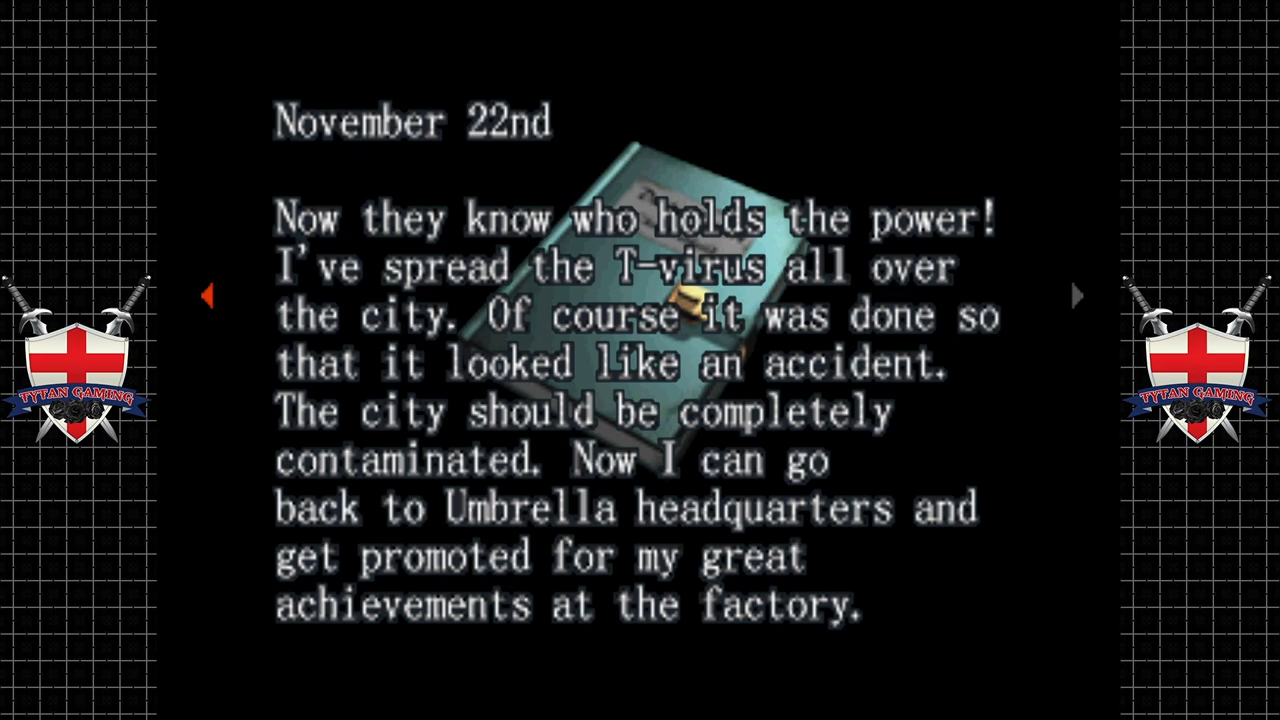 November 22nd
Now they know who holds the power!
I've spread the T-virus all over
the city. Of course it was done so
that it looked like an accident.
The city should be completely
contaminated. Now I can go
back to Umbrella headquarters and
get promoted for my great
achievements at the factory.
TYTAN GAMING
TYTAN GAMING